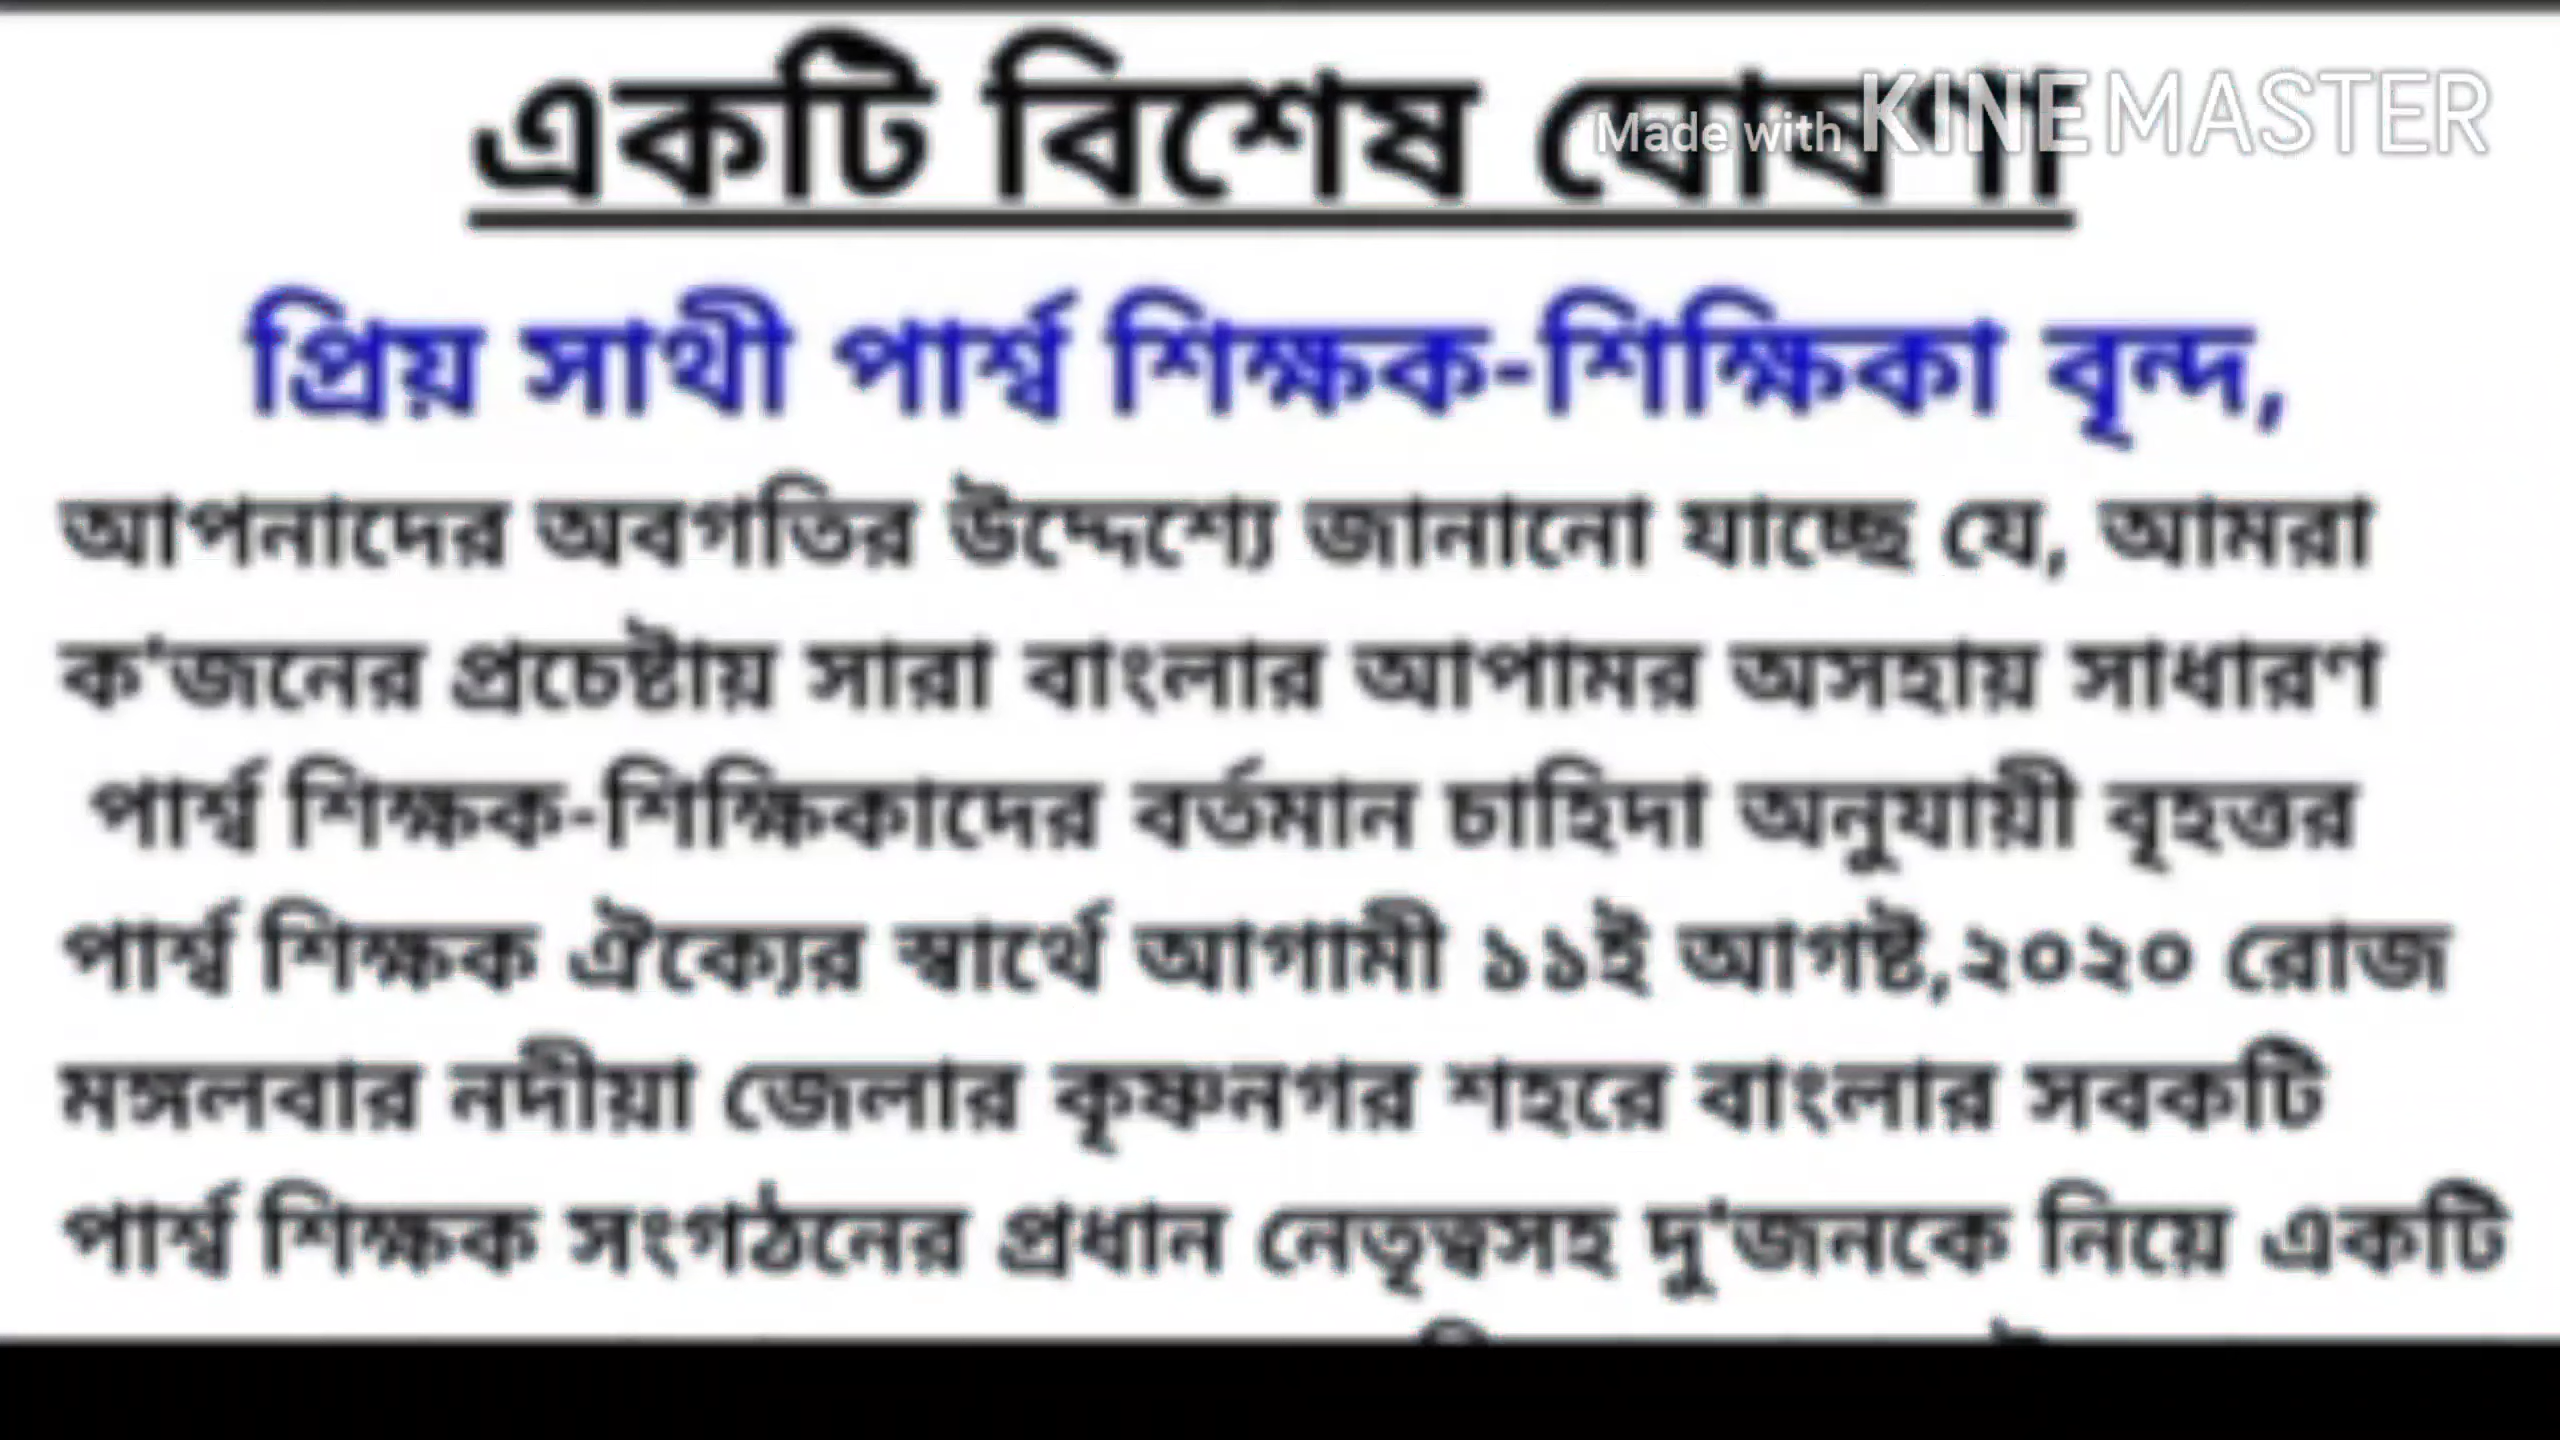 একটি বিশেষ ঘোষণা
Made with KINEMASTER
প্রিয় সাথী পার্শ্ব শিক্ষক-শিক্ষিকা বৃন্দ,
আপনাদের অবগতির উদ্দেশ্যে জানানো যাচ্ছে যে, আমরা
ক'জনের প্রচেষ্টায় সারা বাংলার আপামর অসহায় সাধারণ
পার্শ্ব শিক্ষক-শিক্ষিকাদের বর্তমান চাহিদা অনুযায়ী বৃহত্তর
পার্শ্ব শিক্ষক ঐক্যের স্বার্থে আগামী ১১ই আগষ্ট,২০২০ রোজ
মঙ্গলবার নদীয়া জেলার কৃষ্ণনগর শহরে বাংলার সবকটি
পার্শ্ব শিক্ষক সংগঠনের প্রধান নেতৃত্বসহ দু'জনকে নিয়ে একটি